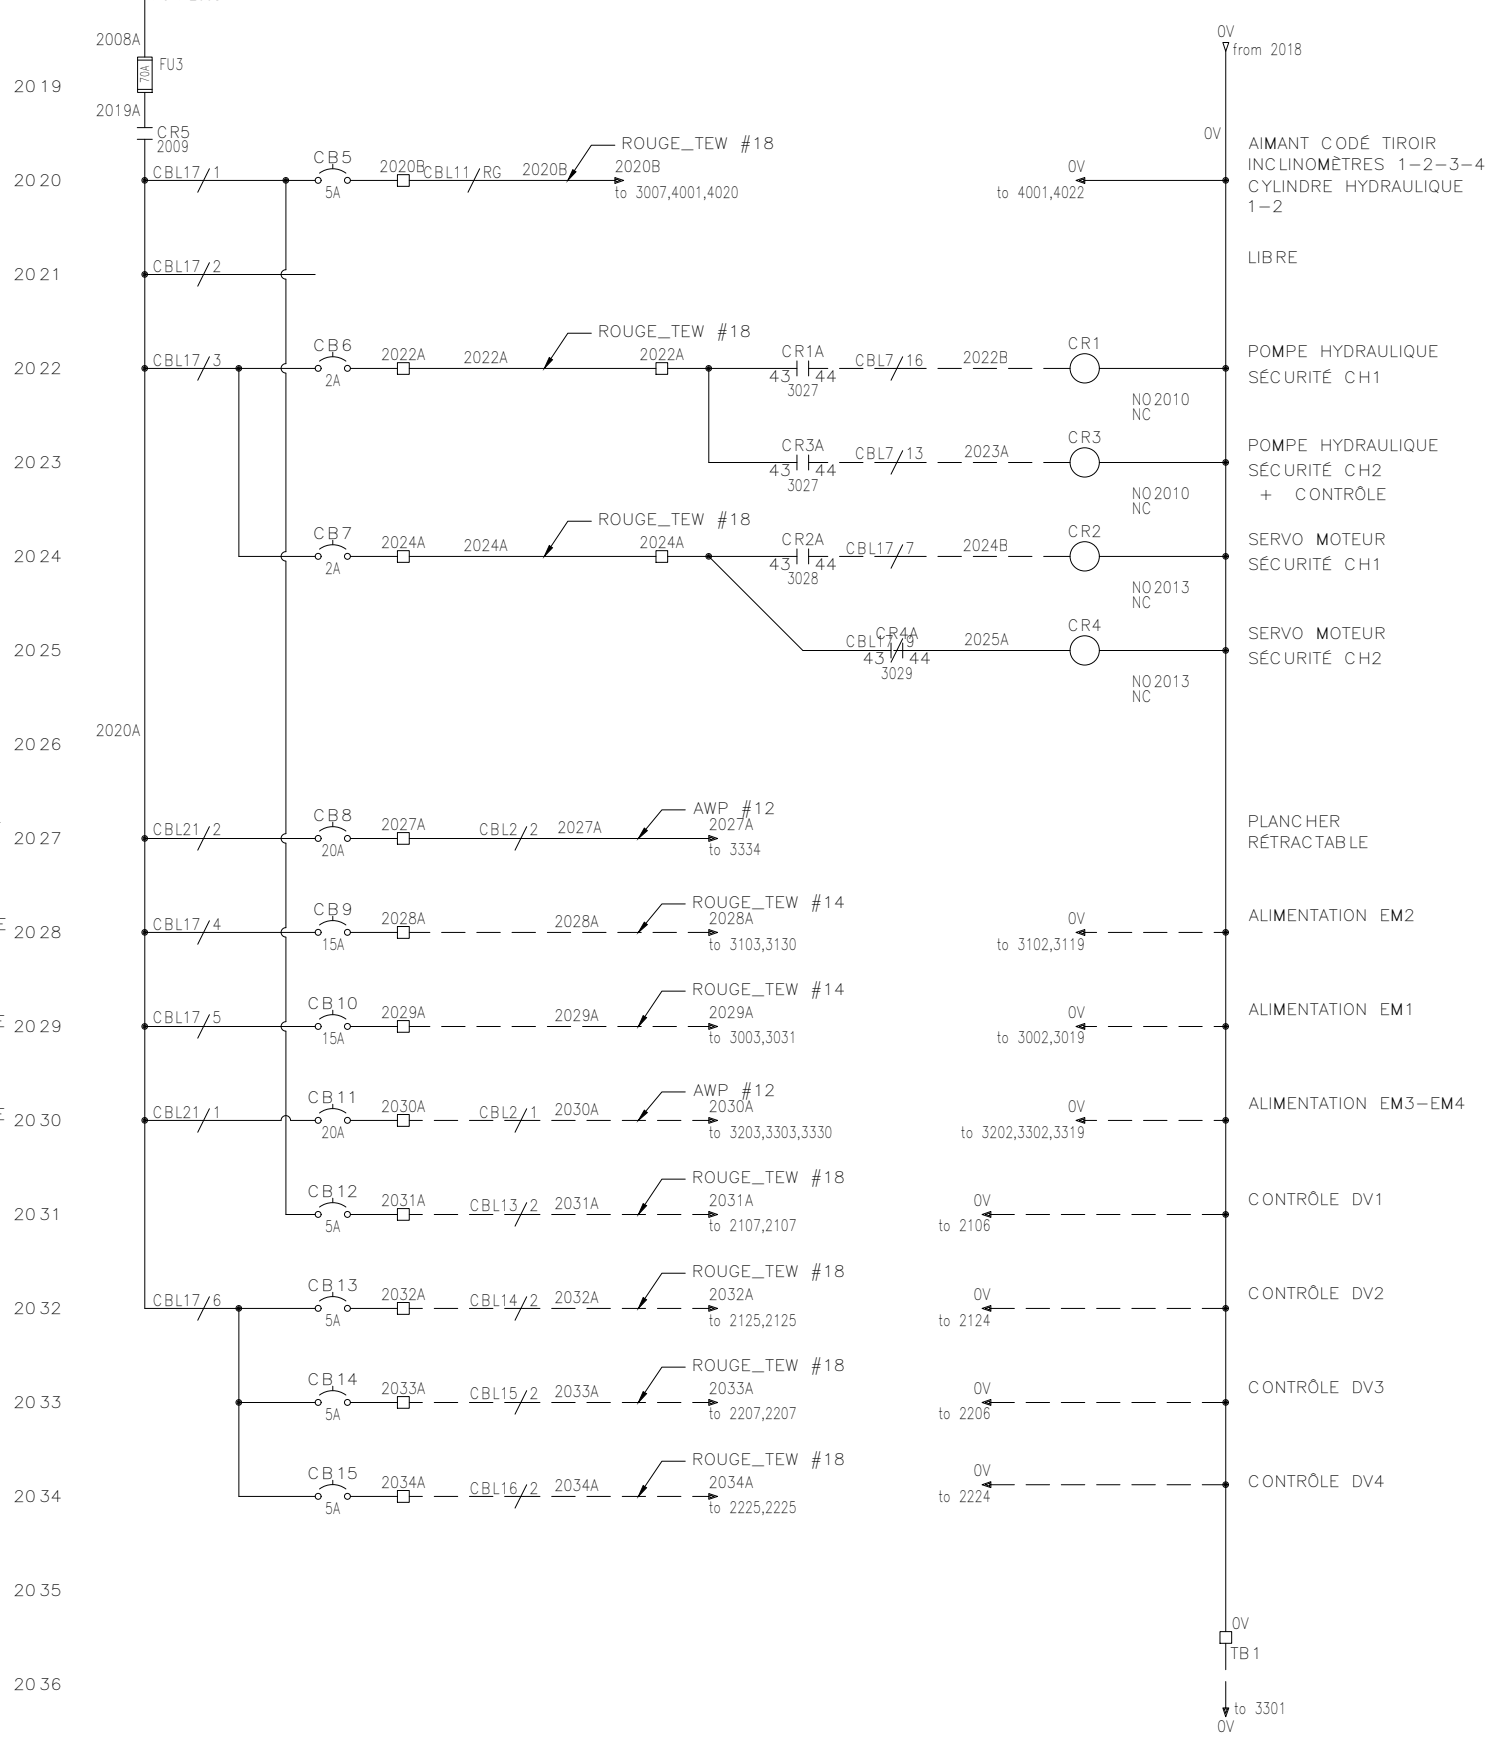 2008A
FU3
70A
2019
2019A
CR5
2009
0V
from 2018
0V
2020
CBL17/1
CB5
5A
2020B
CBL11/RG
2020B
ROUGE_TEW #18
2020B
to 3007,4001,4020
0V
to 4001,4022
AIMANT CODÉ TIROIR
INCLINOMÈTRES 1-2-3-4
CYLINDRE HYDRAULIQUE
1-2
2021
CBL17/2
LIBRE
2022
CBL17/3
CB6
2A
2022A
2022A
ROUGE_TEW #18
2022A
CR1A
43 44
3027
CBL7/16
2022B
CR1
NO2010
NC
POMPE HYDRAULIQUE
SÉCURITÉ CH1
2023
CR3A
43 44
3027
CBL7/13
2023A
CR3
NO2010
NC
POMPE HYDRAULIQUE
SÉCURITÉ CH2
+ CONTRÔLE
2024
CB7
2A
2024A
2024A
ROUGE_TEW #18
2024A
CR2A
43 44
3028
CBL17/7
2024B
CR2
NO2013
NC
SERVO MOTEUR
SÉCURITÉ CH1
2025
CR4A
CBL17/9
43 44
3029
2025A
CR4
NO2013
NC
SERVO MOTEUR
SÉCURITÉ CH2
2026
2020A
2027
CBL21/2
CB8
20A
2027A
CBL2/2
2027A
AWP #12
2027A
to 3334
PLANCHER
RÉTRACTABLE
E
2028
CBL17/4
CB9
15A
2028A
2028A
ROUGE_TEW #14
2028A
to 3103,3130
0V
to 3102,3119
ALIMENTATION EM2
E
2029
CBL17/5
CB10
15A
2029A
2029A
ROUGE_TEW #14
2029A
to 3003,3031
0V
to 3002,3019
ALIMENTATION EM1
E
2030
CBL21/1
CB11
20A
2030A
CBL2/1
2030A
AWP #12
2030A
to 3203,3303,3330
0V
to 3202,3302,3319
ALIMENTATION EM3-EM4
2031
CB12
5A
2031A
CBL13/2
2031A
ROUGE_TEW #18
2031A
to 2107,2107
0V
to 2106
CONTRÔLE DV1
2032
CBL17/6
CB13
5A
2032A
CBL14/2
2032A
ROUGE_TEW #18
2032A
to 2125,2125
0V
to 2124
CONTRÔLE DV2
2033
CB14
5A
2033A
CBL15/2
2033A
ROUGE_TEW #18
2033A
to 2207,2207
0V
to 2206
CONTRÔLE DV3
2034
CB15
5A
2034A
CBL16/2
2034A
ROUGE_TEW #18
2034A
to 2225,2225
0V
to 2224
CONTRÔLE DV4
2035
0V
TB1
2036
to 3301
0V